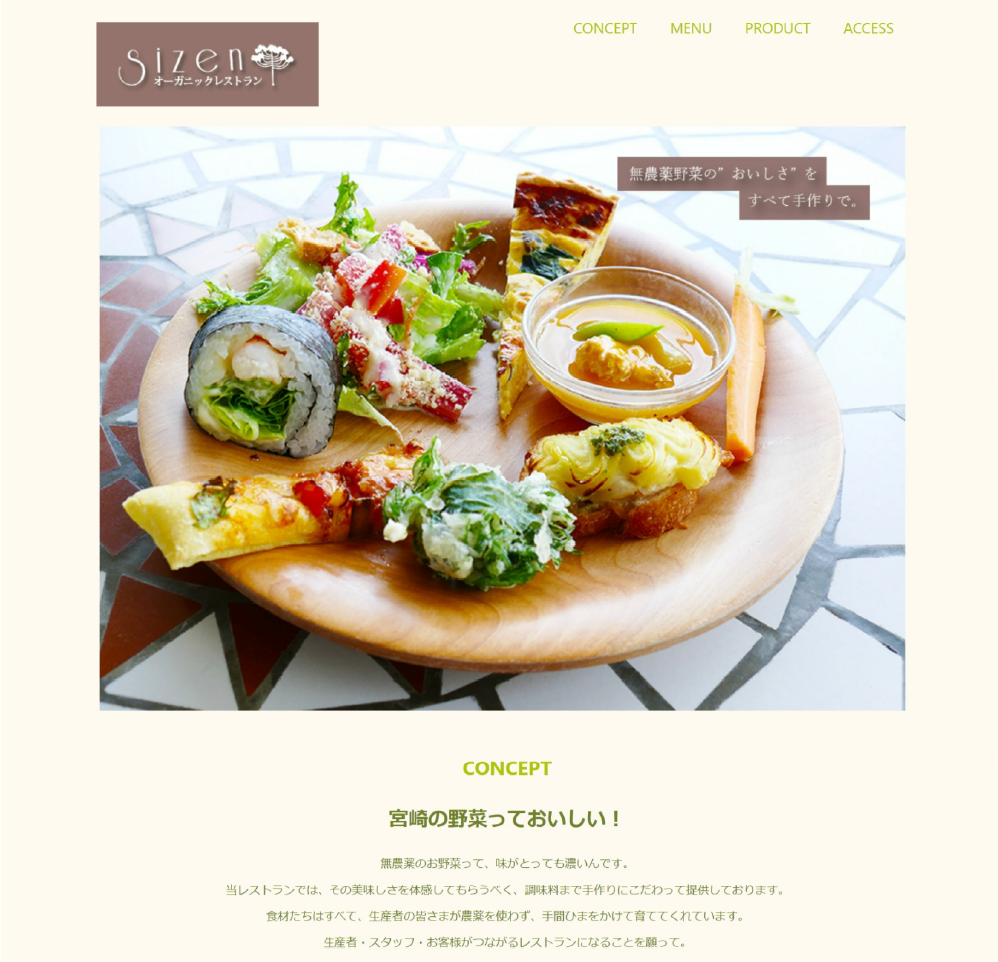 sizen
オーガニックレストラン
CONCEPT MENU PRODUCT ACCESS
無農薬野菜の”おいしさ”を
すべて手作りで。
CONCEPT
宮崎の野菜っておいしい！
無農薬のお野菜って、味がとっても濃いんです。
当レストランでは、その美味しさを体感してもらうべく、調味料まで手作りにこだわって提供しております。
食材たちはすべて、生産者の皆さまが農薬を使わず、手間ひまをかけて育ててくれています。
生産者・スタッフ・お客様がつながるレストランになることを願って。